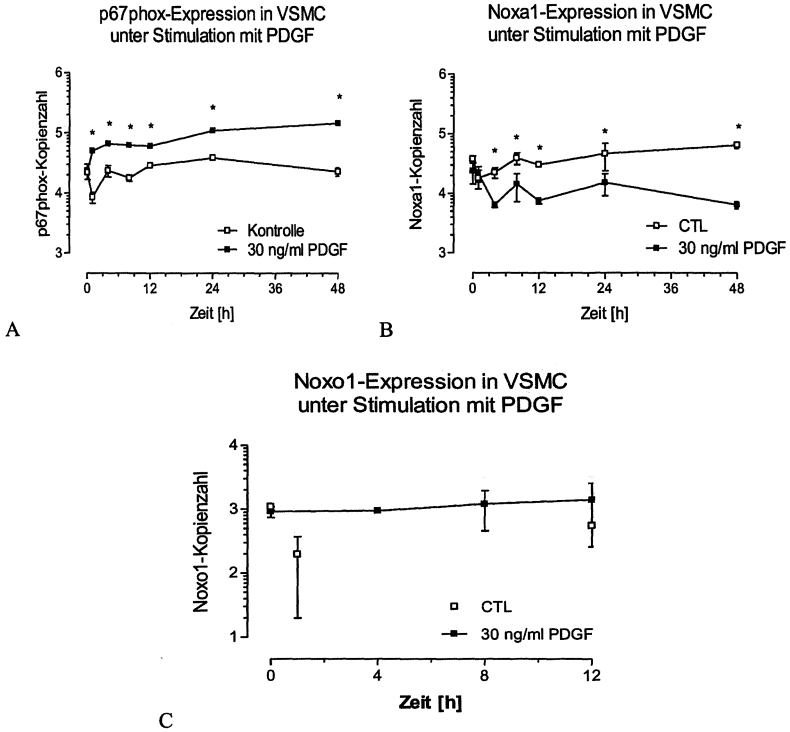 p67phox-Expression in VSMC
unter Stimulation mit PDGF
p67phox-Kopienzahl
6
5
4
3
* * * * * *
Kontrolle
30 ng/ml PDGF
0 12 24 36 48
Zeit [h]
A
Noxa1-Expression in VSMC
unter Stimulation mit PDGF
Noxa1-Kopienzahl
6
5
4
3
* * * * *
CTL
30 ng/ml PDGF
0 12 24 36 48
Zeit [h]
B
Noxo1-Expression in VSMC
unter Stimulation mit PDGF
Noxo1-Kopienzahl
4
3
2
1
CTL
30 ng/ml PDGF
0 4 8 12
Zeit [h]
C